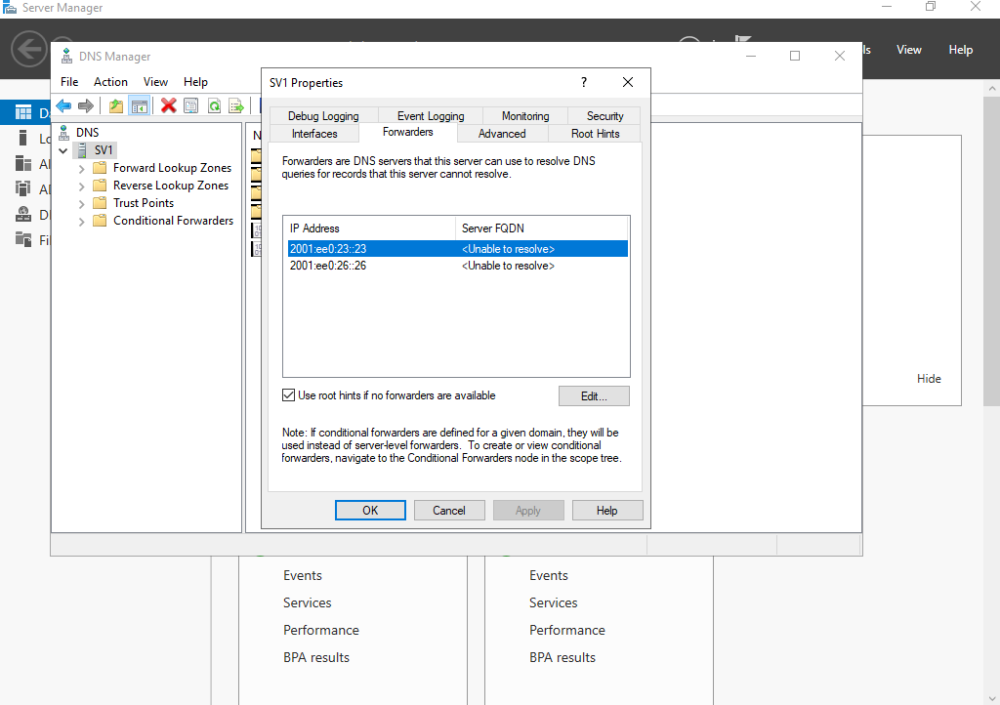 Server Manager
DNS Manager
View
Help
File Action View Help
DNS
SV1
Forward Lookup Zones
Reverse Lookup Zones
Trust Points
Conditional Forwarders
SV1 Properties
?
Debug Logging Event Logging Monitoring Security
Interfaces Forwarders Advanced Root Hints
Forwarders are DNS servers that this server can use to resolve DNS
queries for records that this server cannot resolve.
IP Address Server FQDN
2001:ee0:23::23 <Unable to resolve>
2001:ee0:26::26 <Unable to resolve>
Use root hints if no forwarders are available
Edit...
Note: If conditional forwarders are defined for a given domain, they will be
used instead of server-level forwarders. To create or view conditional
forwarders, navigate to the Conditional Forwarders node in the scope tree.
OK Cancel Apply Help
Hide
Events
Services
Performance
BPA results
Events
Services
Performance
BPA results